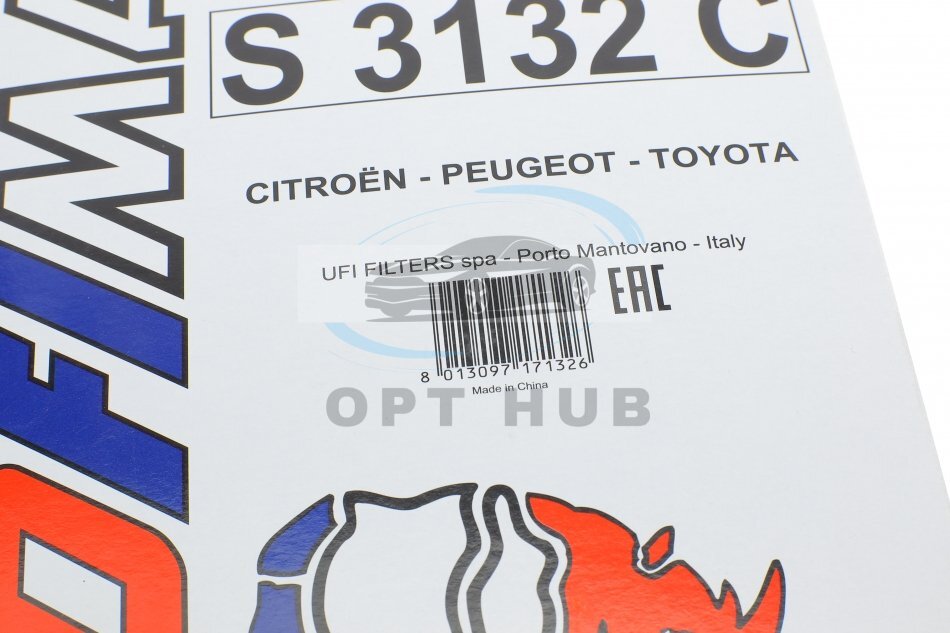 S 3132 C
CITROËN - PEUGEOT - TOYOTA
UFI FILTERS spa - Porto Mantovano - Italy
EAC
8 013097 171326
Made in China
OPT HUB